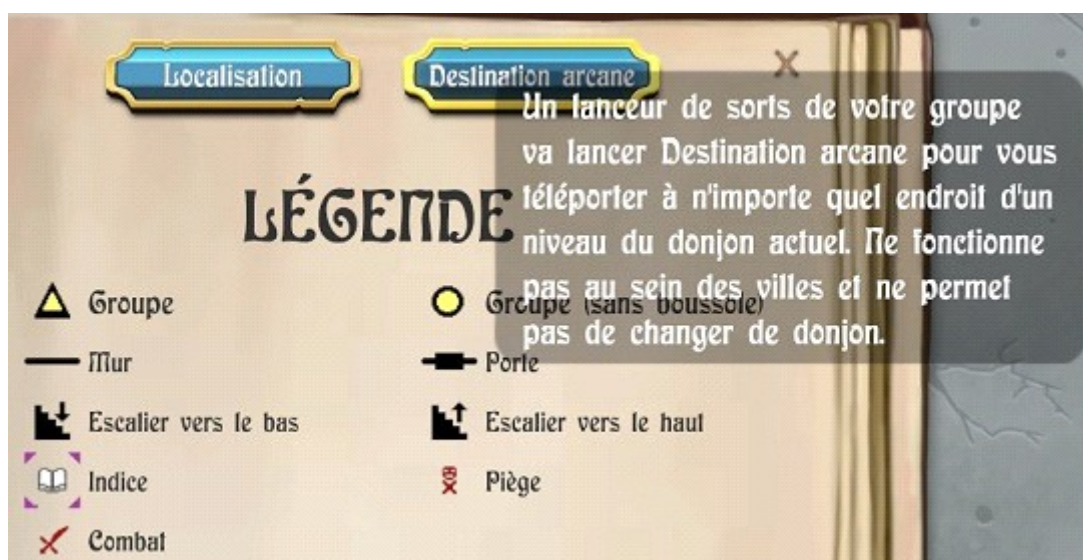 Localisation
Destination arcane
Un lanceur de sorts de votre groupe
va lancer Destination arcane pour vous
téléporter à n'importe quel endroit d'un
niveau du donjon actuel. Ne fonctionne
pas au sein des villes et ne permet
pas de changer de donjon.
LÉGENDE
Groupe
Groupe (sans boussole)
Mur
Porte
Escalier vers le bas
Escalier vers le haut
Indice
Piège
Combat